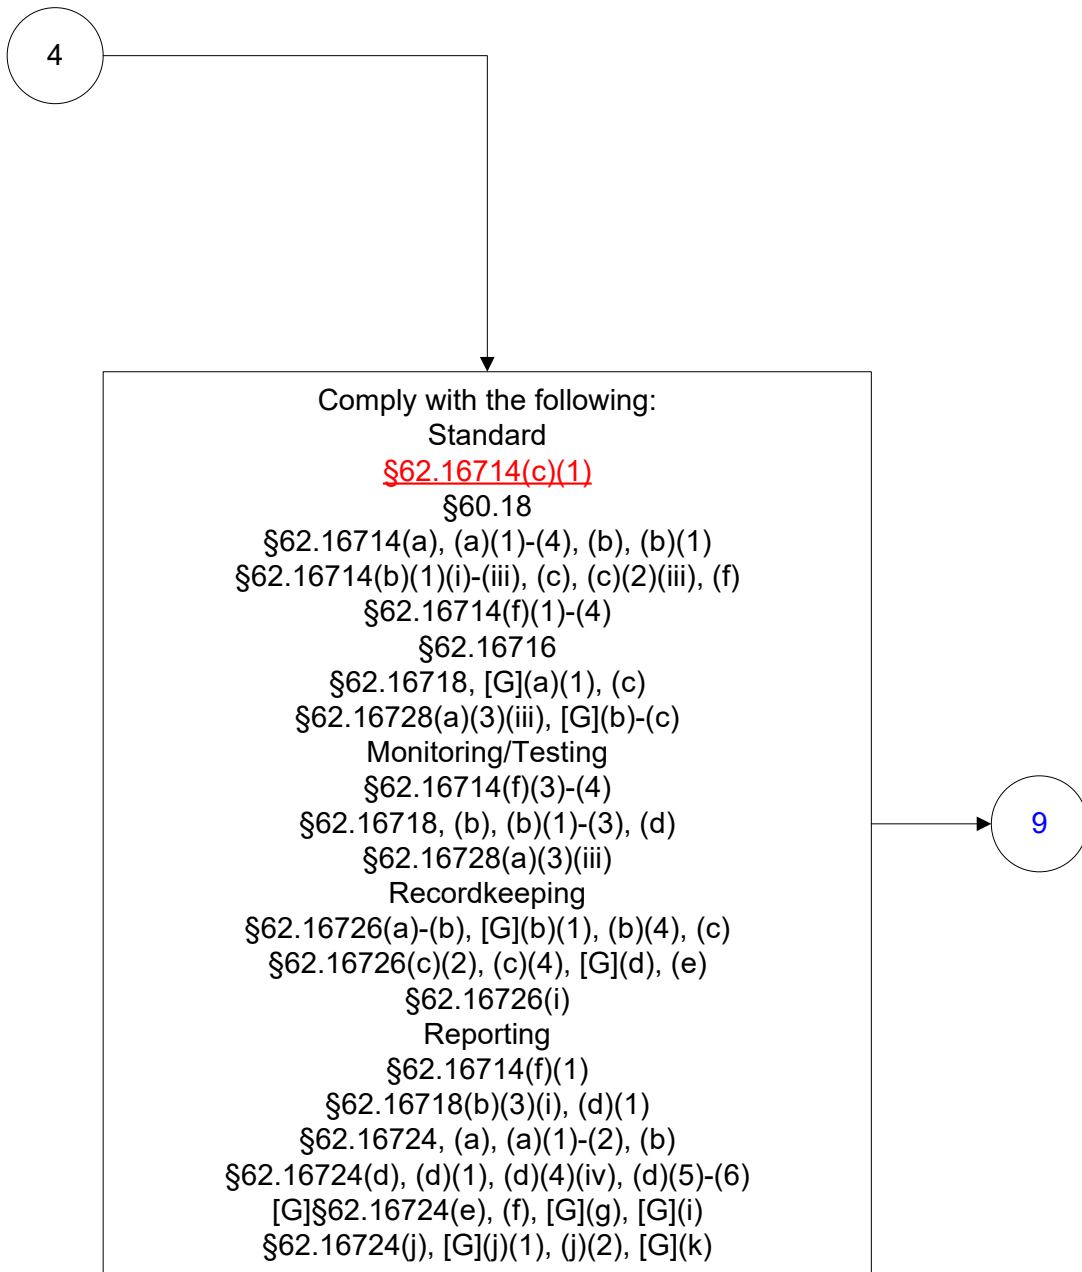 4
Comply with the following:
Standard
§62.16714(c)(1)
§60.18
§62.16714(a), (a)(1)-(4), (b), (b)(1)
§62.16714(b)(1)(i)-(iii), (c), (c)(2)(iii), (f)
§62.16714(f)(1)-(4)
§62.16716
§62.16718, [G](a)(1), (c)
§62.16728(a)(3)(iii), [G](b)-(c)
Monitoring/Testing
§62.16714(f)(3)-(4)
§62.16718, (b), (b)(1)-(3), (d)
§62.16728(a)(3)(iii)
Recordkeeping
§62.16726(a)-(b), [G](b)(1), (b)(4), (c)
§62.16726(c)(2), (c)(4), [G](d), (e)
§62.16726(i)
Reporting
§62.16714(f)(1)
§62.16718(b)(3)(i), (d)(1)
§62.16724, (a), (a)(1)-(2), (b)
§62.16724(d), (d)(1), (d)(4)(iv), (d)(5)-(6)
[G]§62.16724(e), (f), [G](g), [G](i)
§62.16724(j), [G](j)(1), (j)(2), [G](k)
9